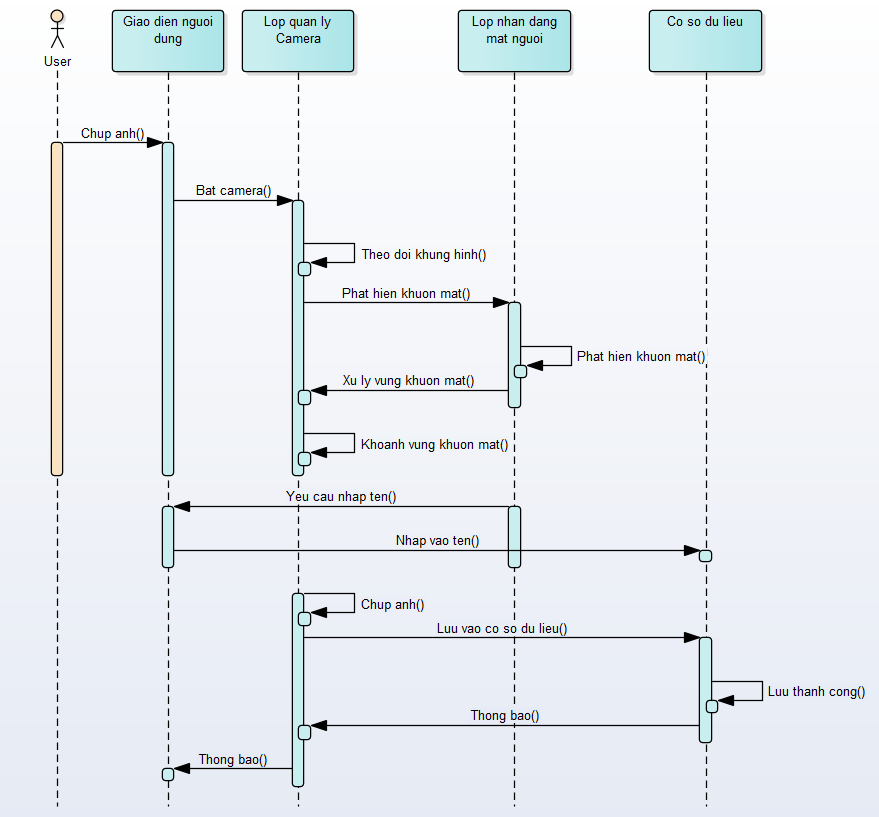 Giao dien nguoi
dung
Lop quan ly
Camera
Lop nhan dang
mat nguoi
Co so du lieu
User
Chup anh()
Bat camera()
Theo doi khung hinh()
Phat hien khuon mat()
Phat hien khuon mat()
Xu ly vung khuon mat()
Khoanh vung khuon mat()
Yeu cau nhap ten()
Nhap vao ten()
Chup anh()
Luu vao co so du lieu()
Luu thanh cong()
Thong bao()
Thong bao()